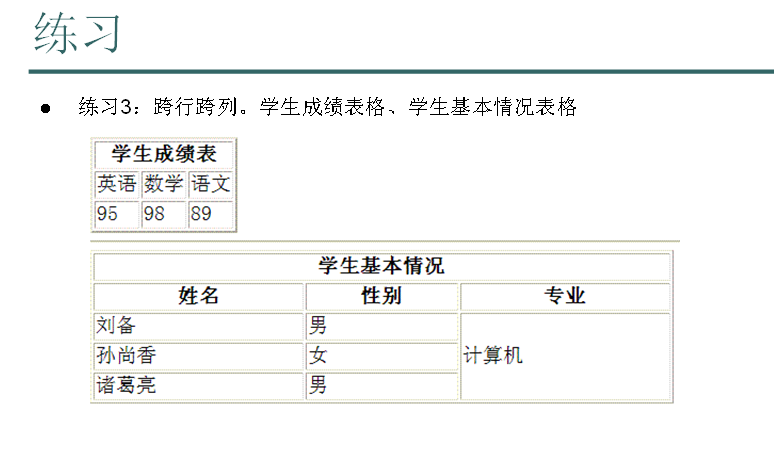 练习
● 练习3：跨行跨列。学生成绩表格、学生基本情况表格
学生成绩表
英语 数学 语文
95 98 89
学生基本情况
姓名 性别 专业
刘备 男
孙尚香 女 计算机
诸葛亮 男